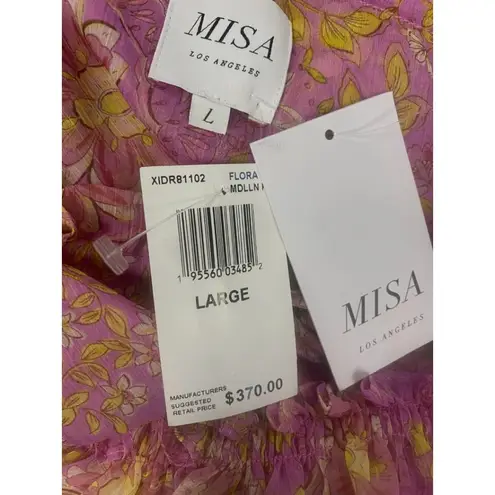 MISA
LOS ANGELES
L
XIDR81102 FLORA
MDLLN
1 95560 03485 2
LARGE
MANUFACTURERS
SUGGESTED
RETAIL PRICE $370.00
MISA
LOS ANGELES